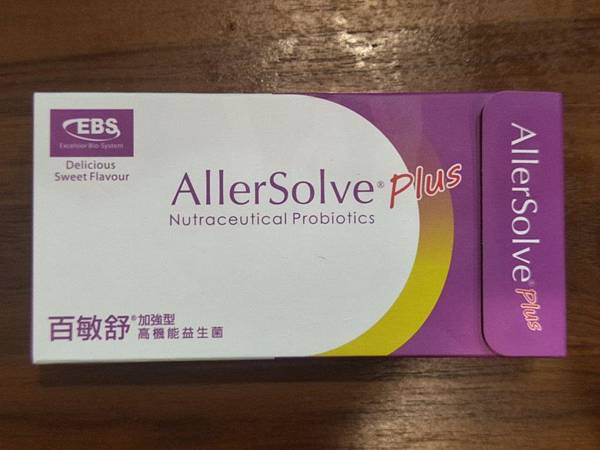 EBS
Excelsior Bio-System
Delicious
Sweet Flavour
AllerSolve® Plus
Nutraceutical Probiotics
百敏舒®加強型
高機能益生菌
AllerSolve® Plus